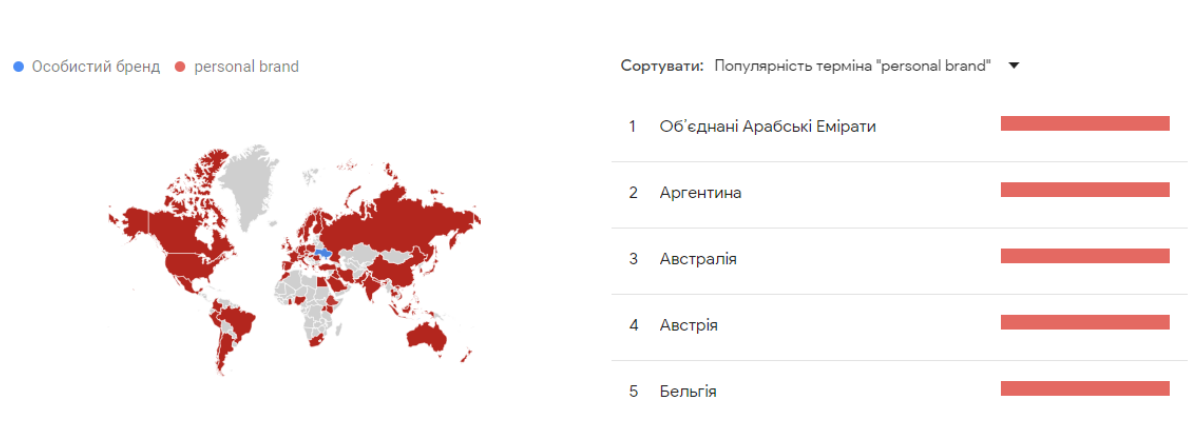 Особистий бренд personal brand
Сортувати: Популярність терміна "personal brand"
1 Об'єднані Арабські Емірати
2 Аргентина
3 Австралія
4 Австрія
5 Бельгія